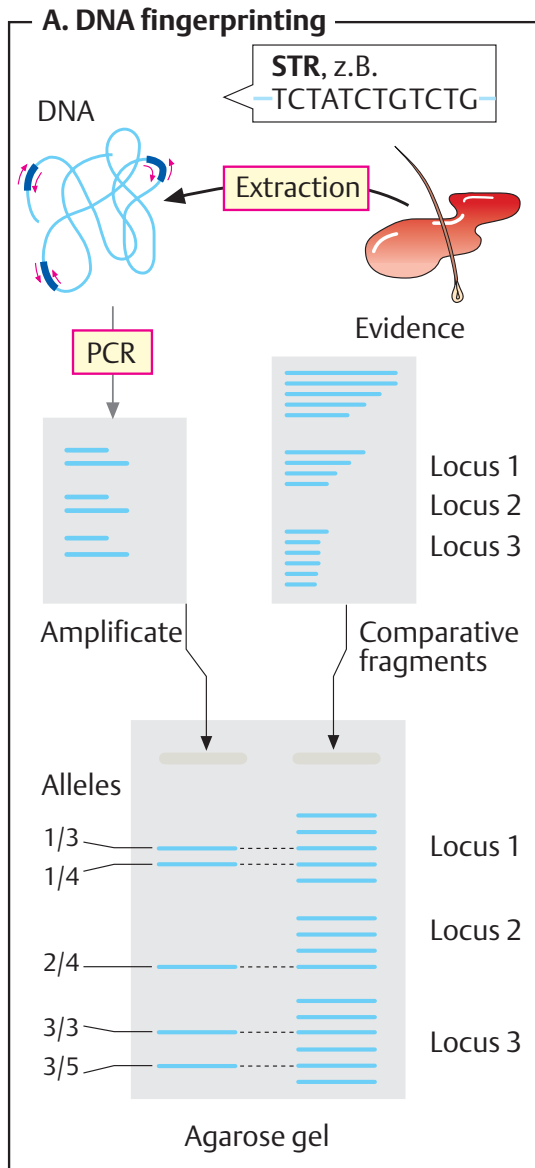 A. DNA fingerprinting
STR, z.B.
TCTATCTGTCTG
DNA
Extraction
Evidence
PCR
Locus 1
Locus 2
Locus 3
Amplificate
Comparative
fragments
Alleles
1/3
1/4
2/4
3/3
3/5
Locus 1
Locus 2
Locus 3
Agarose gel